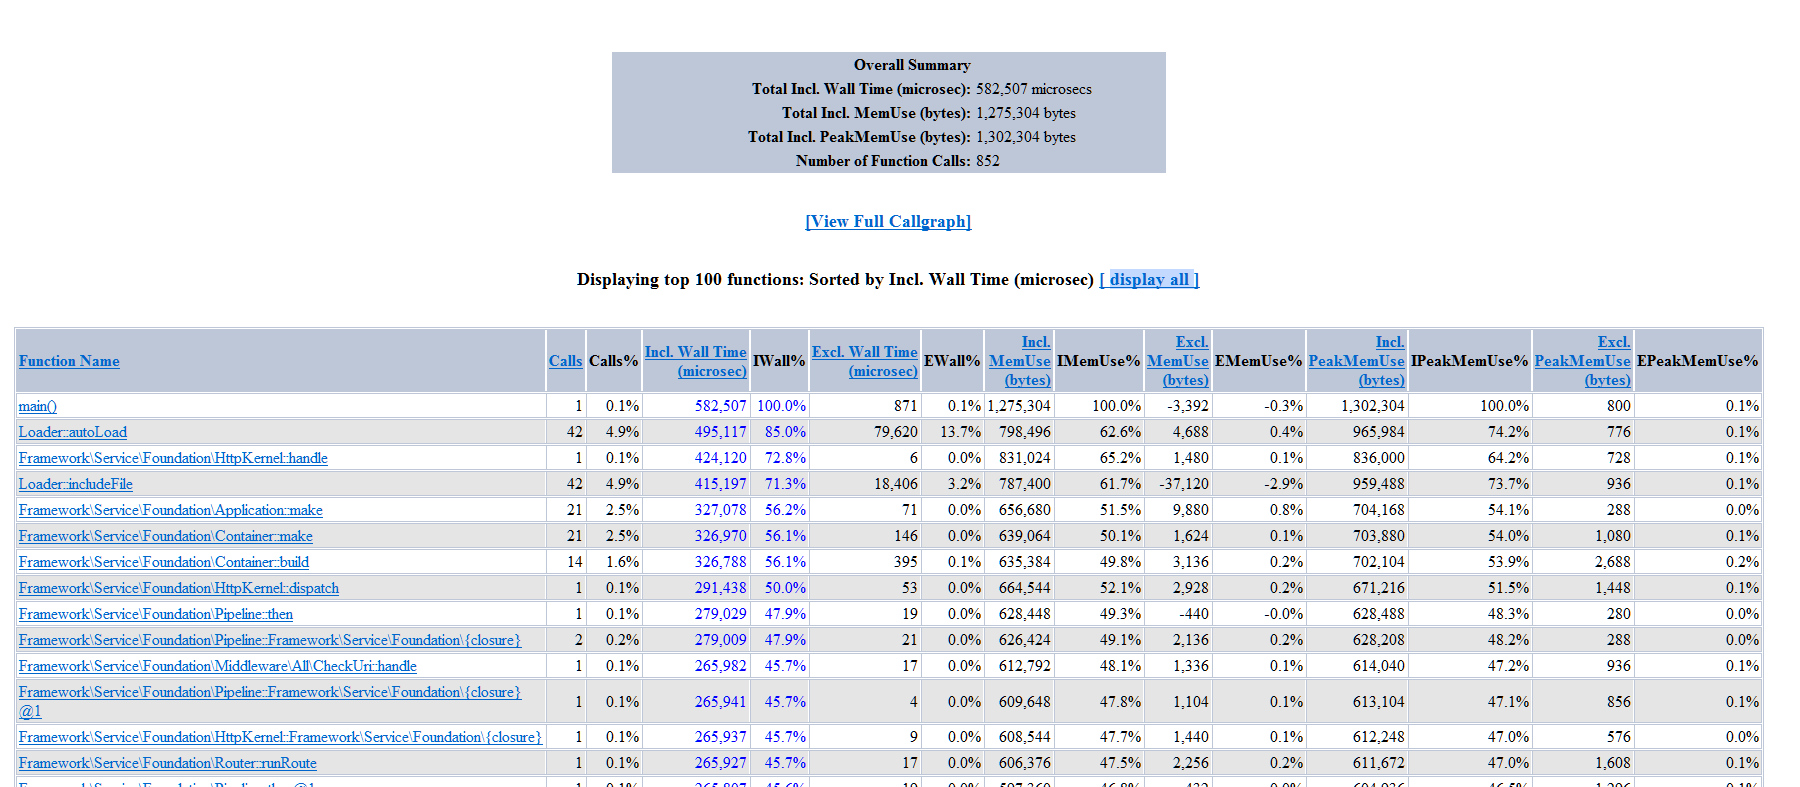 Overall Summary
Total Incl. Wall Time (microsec): 582,507 microsecs
Total Incl. MemUse (bytes): 1,275,304 bytes
Total Incl. PeakMemUse (bytes): 1,302,304 bytes
Number of Function Calls: 852
[View Full Callgraph]
Displaying top 100 functions: Sorted by Incl. Wall Time (microsec) [ display all ]
Function Name Calls Calls% Incl. Wall Time (microsec) IWall% Excl. Wall Time (microsec) EWall% Incl. MemUse (bytes) IMemUse% Excl. MemUse (bytes) EMemUse% Incl. PeakMemUse (bytes) IPeakMemUse% Excl. PeakMemUse (bytes) EPeakMemUse%
main() 1 0.1% 582,507 100.0% 871 0.1% 1,275,304 100.0% -3,392 -0.3% 1,302,304 100.0% 800 0.1%
Loader::autoLoad 42 4.9% 495,117 85.0% 79,620 13.7% 798,496 62.6% 4,688 0.4% 965,984 74.2% 776 0.1%
Framework\Service\Foundation\HttpKernel::handle 1 0.1% 424,120 72.8% 6 0.0% 831,024 65.2% 1,480 0.1% 836,000 64.2% 728 0.1%
Loader::includeFile 42 4.9% 415,197 71.3% 18,406 3.2% 787,400 61.7% -37,120 -2.9% 959,488 73.7% 936 0.1%
Framework\Service\Foundation\Application::make 21 2.5% 327,078 56.2% 71 0.0% 656,680 51.5% 9,880 0.8% 704,168 54.1% 288 0.0%
Framework\Service\Foundation\Container::make 21 2.5% 326,970 56.1% 146 0.0% 639,064 50.1% 1,624 0.1% 703,880 54.0% 1,080 0.1%
Framework\Service\Foundation\Container::build 14 1.6% 326,788 56.1% 395 0.1% 635,384 49.8% 3,136 0.2% 702,104 53.9% 2,688 0.2%
Framework\Service\Foundation\HttpKernel::dispatch 1 0.1% 291,438 50.0% 53 0.0% 664,544 52.1% 2,928 0.2% 671,216 51.5% 1,448 0.1%
Framework\Service\Foundation\Pipeline::then 1 0.1% 279,029 47.9% 19 0.0% 628,448 49.3% -440 -0.0% 628,488 48.3% 280 0.0%
Framework\Service\Foundation\Pipeline::Framework\Service\Foundation\{closure} 2 0.2% 279,009 47.9% 21 0.0% 626,424 49.1% 2,136 0.2% 628,208 48.2% 288 0.0%
Framework\Service\Foundation\Middleware\All\CheckUri::handle 1 0.1% 265,982 45.7% 17 0.0% 612,792 48.1% 1,336 0.1% 614,040 47.2% 936 0.1%
Framework\Service\Foundation\Pipeline::Framework\Service\Foundation\{closure}
@1 1 0.1% 265,941 45.7% 4 0.0% 609,648 47.8% 1,104 0.1% 613,104 47.1% 856 0.1%
Framework\Service\Foundation\HttpKernel::Framework\Service\Foundation\{closure} 1 0.1% 265,937 45.7% 9 0.0% 608,544 47.7% 1,440 0.1% 612,248 47.0% 576 0.0%
Framework\Service\Foundation\Router::runRoute 1 0.1% 265,927 45.7% 17 0.0% 606,376 47.5% 2,256 0.2% 611,672 47.0% 1,608 0.1%